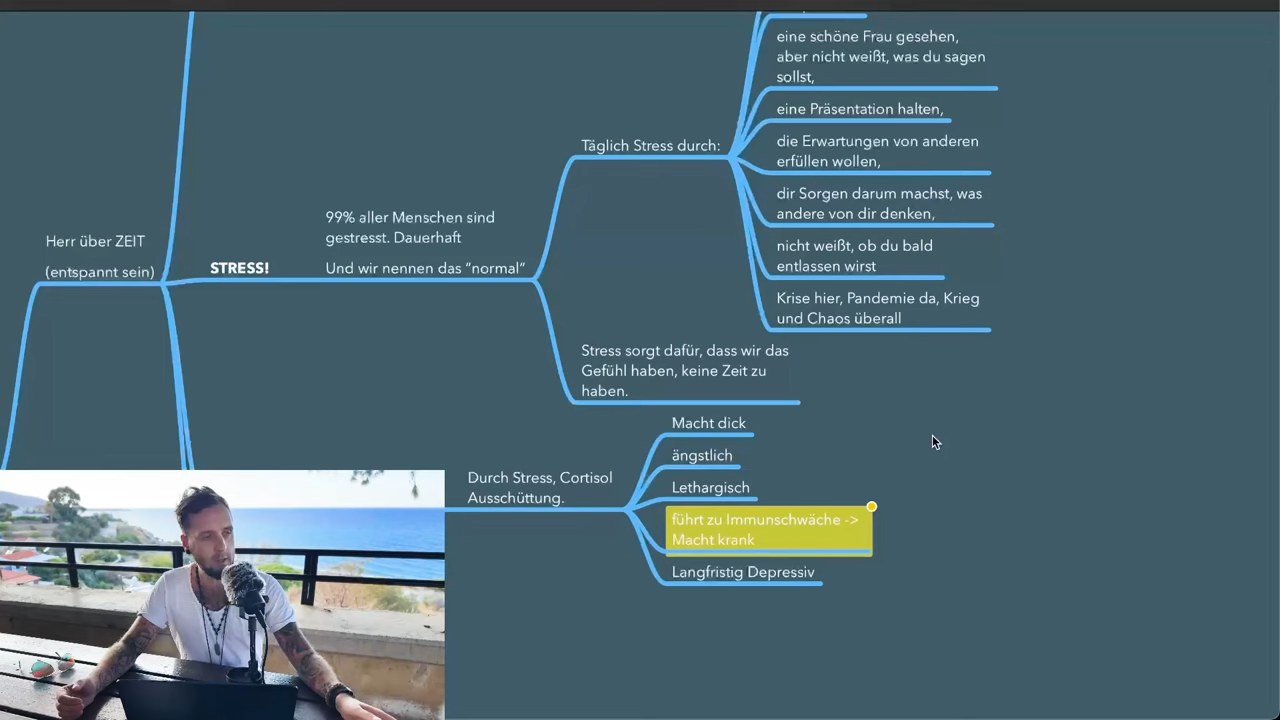 eine schöne Frau gesehen,
aber nicht weißt, was du sagen
sollst,
eine Präsentation halten,
Täglich Stress durch:
die Erwartungen von anderen
erfüllen wollen,
dir Sorgen darum machst, was
andere von dir denken,
99% aller Menschen sind
gestresst. Dauerhaft
Herr über ZEIT
(entspannt sein)
STRESS!
Und wir nennen das “normal”
nicht weißt, ob du bald
entlassen wirst
Krise hier, Pandemie da, Krieg
und Chaos überall
Stress sorgt dafür, dass wir das
Gefühl haben, keine Zeit zu
haben.
Durch Stress, Cortisol
Ausschüttung.
Macht dick
ängstlich
Lethargisch
führt zu Immunschwäche ->
Macht krank
Langfristig Depressiv